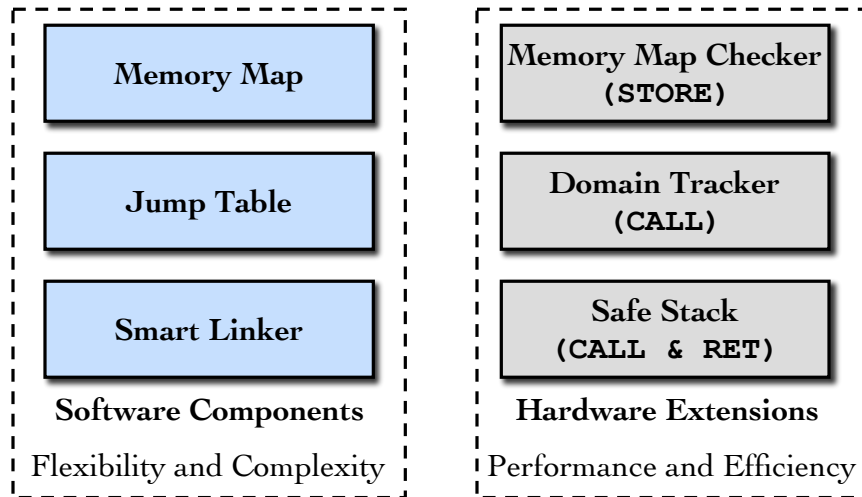 Memory Map
Jump Table
Smart Linker
Software Components
Flexibility and Complexity
Memory Map Checker
(STORE)
Domain Tracker
(CALL)
Safe Stack
(CALL & RET)
Hardware Extensions
Performance and Efficiency